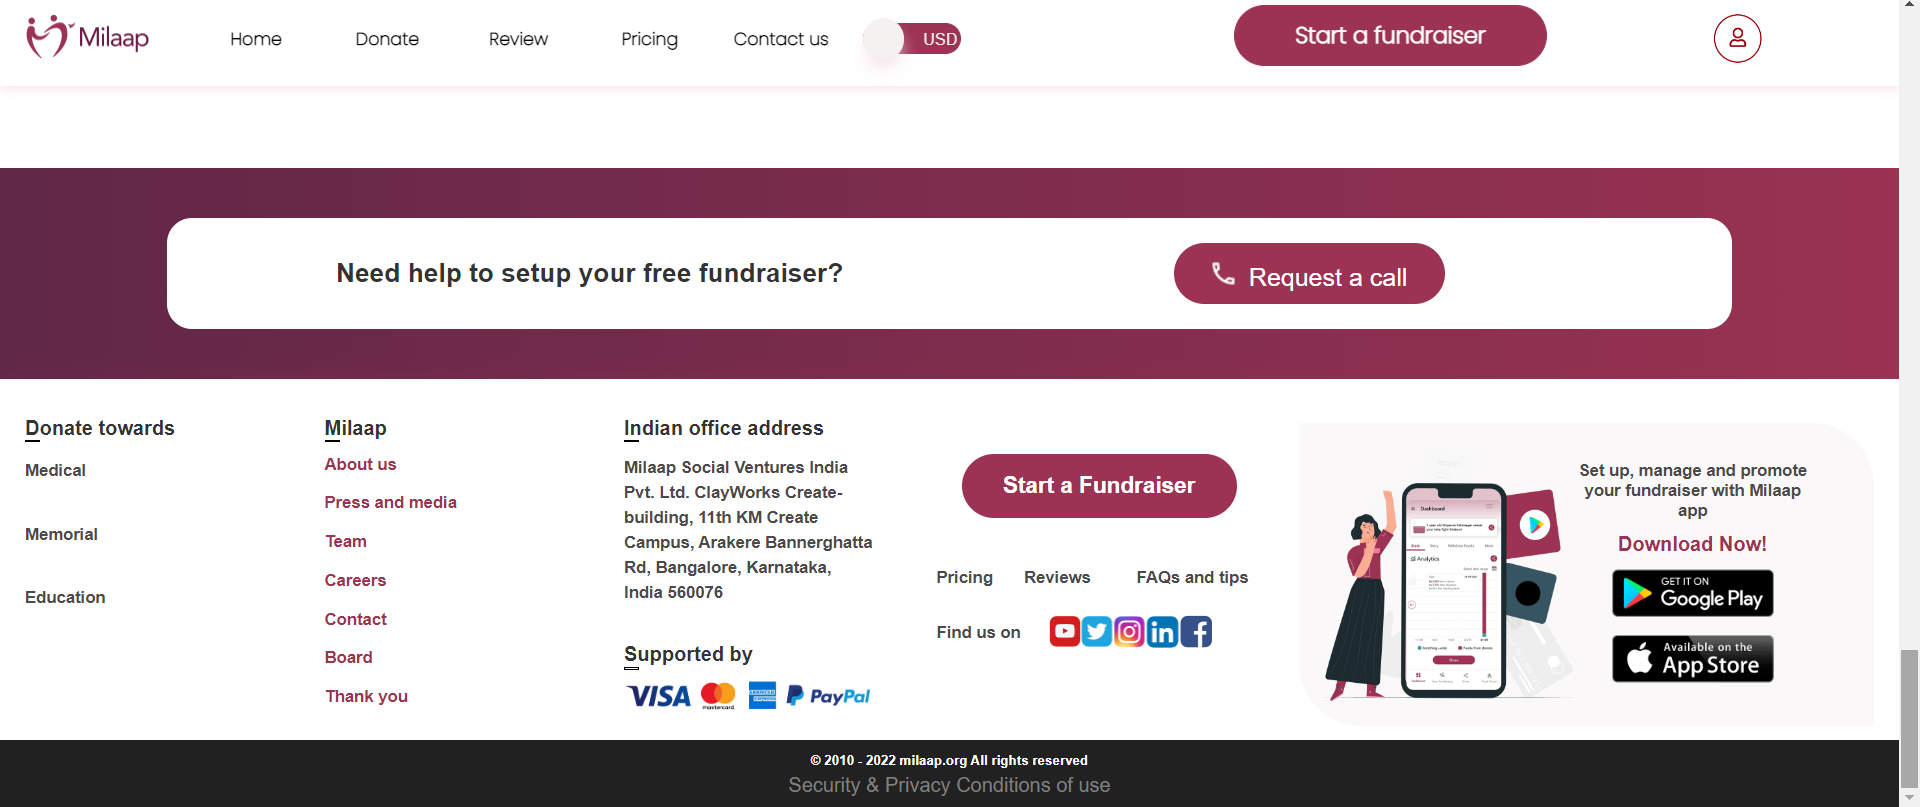 Milaap
Home
Donate
Review
Pricing
Contact us
USD
Start a fundraiser
Need help to setup your free fundraiser?
Request a call
Donate towards
Medical
Memorial
Education
Milaap
About us
Press and media
Team
Careers
Contact
Board
Thank you
Indian office address
Milaap Social Ventures India
Pvt. Ltd. ClayWorks Create-
building, 11th KM Create
Campus, Arakere Bannerghatta
Rd, Bangalore, Karnataka,
India 560076
Supported by
VISA
mastercard
AMERICAN
EXPRESS
PayPal
Start a Fundraiser
Pricing
Reviews
FAQs and tips
Find us on
Dashboard
Analytics
Set up, manage and promote
your fundraiser with Milaap
app
Download Now!
GET IT ON
Google Play
Available on the
App Store
© 2010 - 2022 milaap.org All rights reserved
Security & Privacy Conditions of use